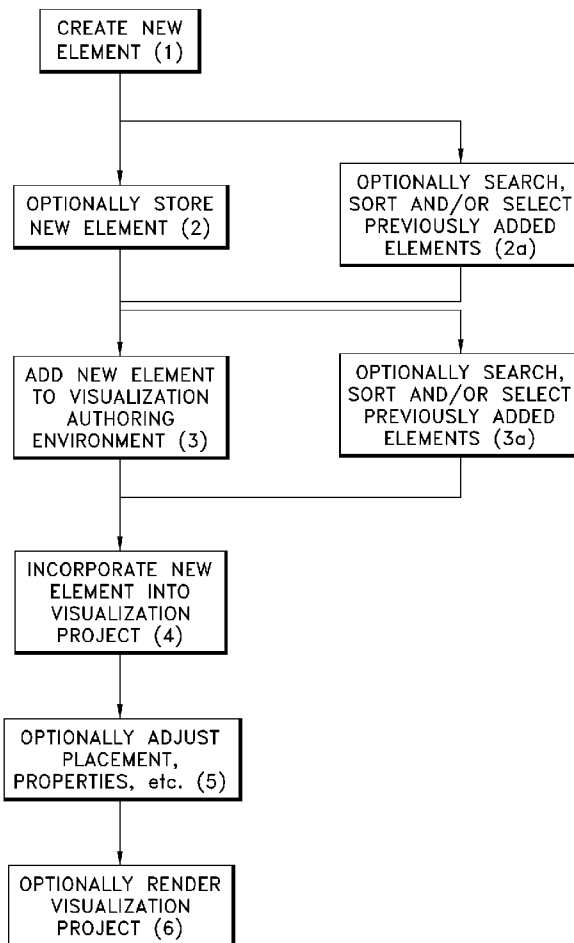 CREATE NEW
ELEMENT (1)
OPTIONALLY STORE
NEW ELEMENT (2)
OPTIONALLY SEARCH,
SORT AND/OR SELECT
PREVIOUSLY ADDED
ELEMENTS (2a)
ADD NEW ELEMENT
TO VISUALIZATION
AUTHORING
ENVIRONMENT (3)
OPTIONALLY SEARCH,
SORT AND/OR SELECT
PREVIOUSLY ADDED
ELEMENTS (3a)
INCORPORATE NEW
ELEMENT INTO
VISUALIZATION
PROJECT (4)
OPTIONALLY ADJUST
PLACEMENT,
PROPERTIES, etc. (5)
OPTIONALLY RENDER
VISUALIZATION
PROJECT (6)